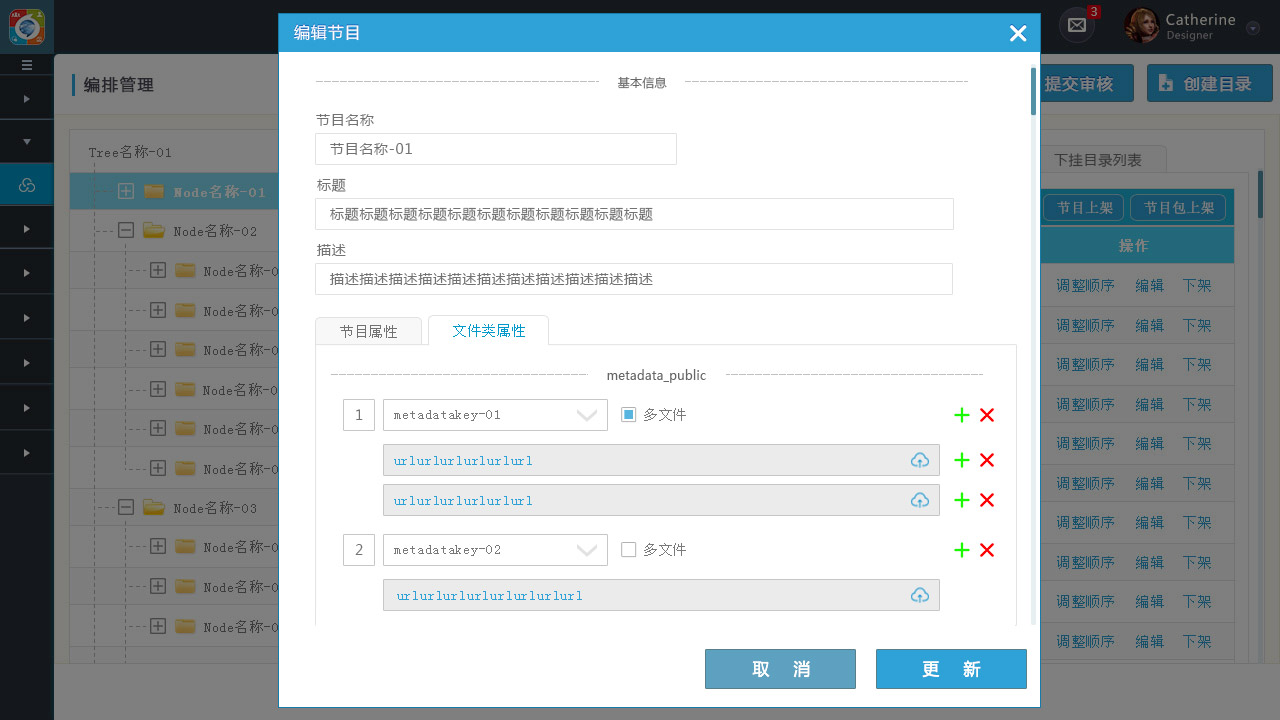 编辑节目
3
Catherine
Designer
编排管理
提交审核
创建目录
基本信息
节目名称
节目名称-01
标题
标题标题标题标题标题标题标题标题标题标题标题
描述
描述描述描述描述描述描述描述描述描述描述描述
节目属性
文件类属性
metadata_public
1
metadatakey-01
多文件
urlurlurlurlurlurl
urlurlurlurlurlurl
2
metadatakey-02
多文件
urlurlurlurlurlurlurlurl
取 消
更 新
Tree名称-01
Node名称-01
Node名称-02
Node名称-0
Node名称-0
Node名称-0
Node名称-0
Node名称-0
Node名称-0
Node名称-03
Node名称-0
Node名称-0
Node名称-0
下挂目录列表
节目上架
节目包上架
操作
调整顺序 编辑 下架
调整顺序 编辑 下架
调整顺序 编辑 下架
调整顺序 编辑 下架
调整顺序 编辑 下架
调整顺序 编辑 下架
调整顺序 编辑 下架
调整顺序 编辑 下架
调整顺序 编辑 下架
调整顺序 编辑 下架